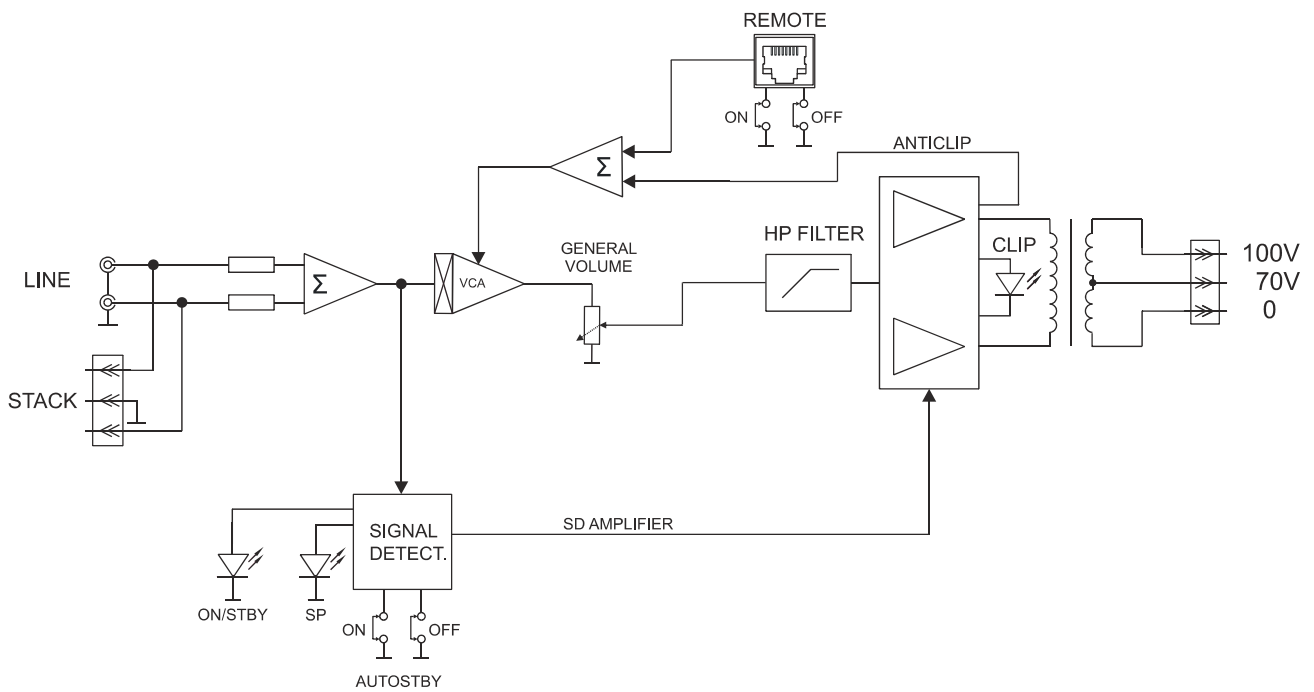 REMOTE
ON
OFF
ANTICLIP
Σ
HP FILTER
CLIP
GENERAL
VOLUME
LINE
Σ
VCA
100V
70V
0
STACK
SIGNAL
DETECT.
SD AMPLIFIER
ON/STBY
SP
ON
OFF
AUTOSTBY